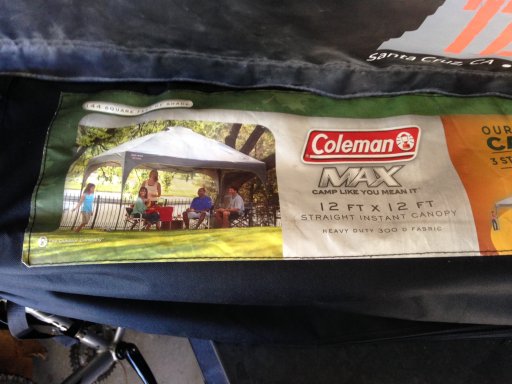 Santa Cruz, CA
144 SQUARE FEET OF SHADE
Coleman
MAX
CAMP LIKE YOU MEAN IT
12 FT X 12 FT
STRAIGHT INSTANT CANOPY
HEAVY DUTY 300 D FABRIC
OUR
CA
3 ST